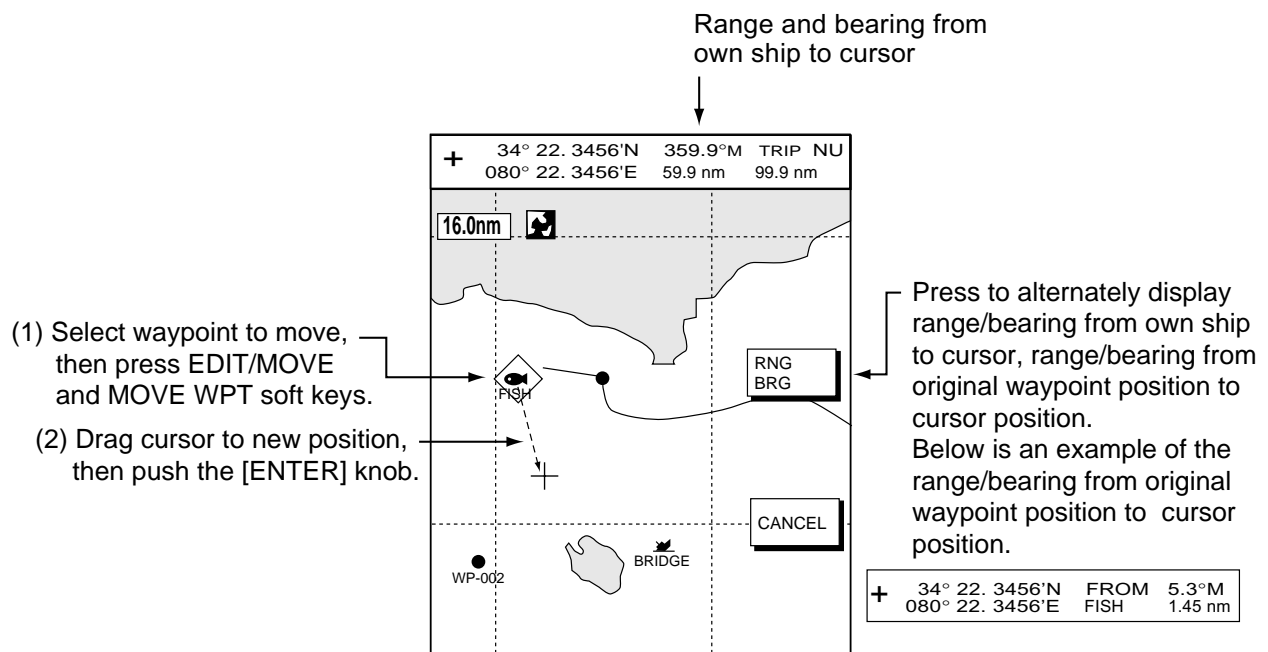 Range and bearing from
own ship to cursor
+ 34° 22. 3456'N 359.9°M TRIP NU
080° 22. 3456'E 59.9 nm 99.9 nm
16.0nm
(1) Select waypoint to move,
then press EDIT/MOVE
and MOVE WPT soft keys.
FISH
(2) Drag cursor to new position,
then push the [ENTER] knob.
RNG
BRG
CANCEL
BRIDGE
WP-002
Press to alternately display
range/bearing from own ship
to cursor, range/bearing from
original waypoint position to
cursor position.
Below is an example of the
range/bearing from original
waypoint position to cursor
position.
+ 34° 22. 3456’N FROM 5.3°M
080° 22. 3456’E FISH 1.45 nm